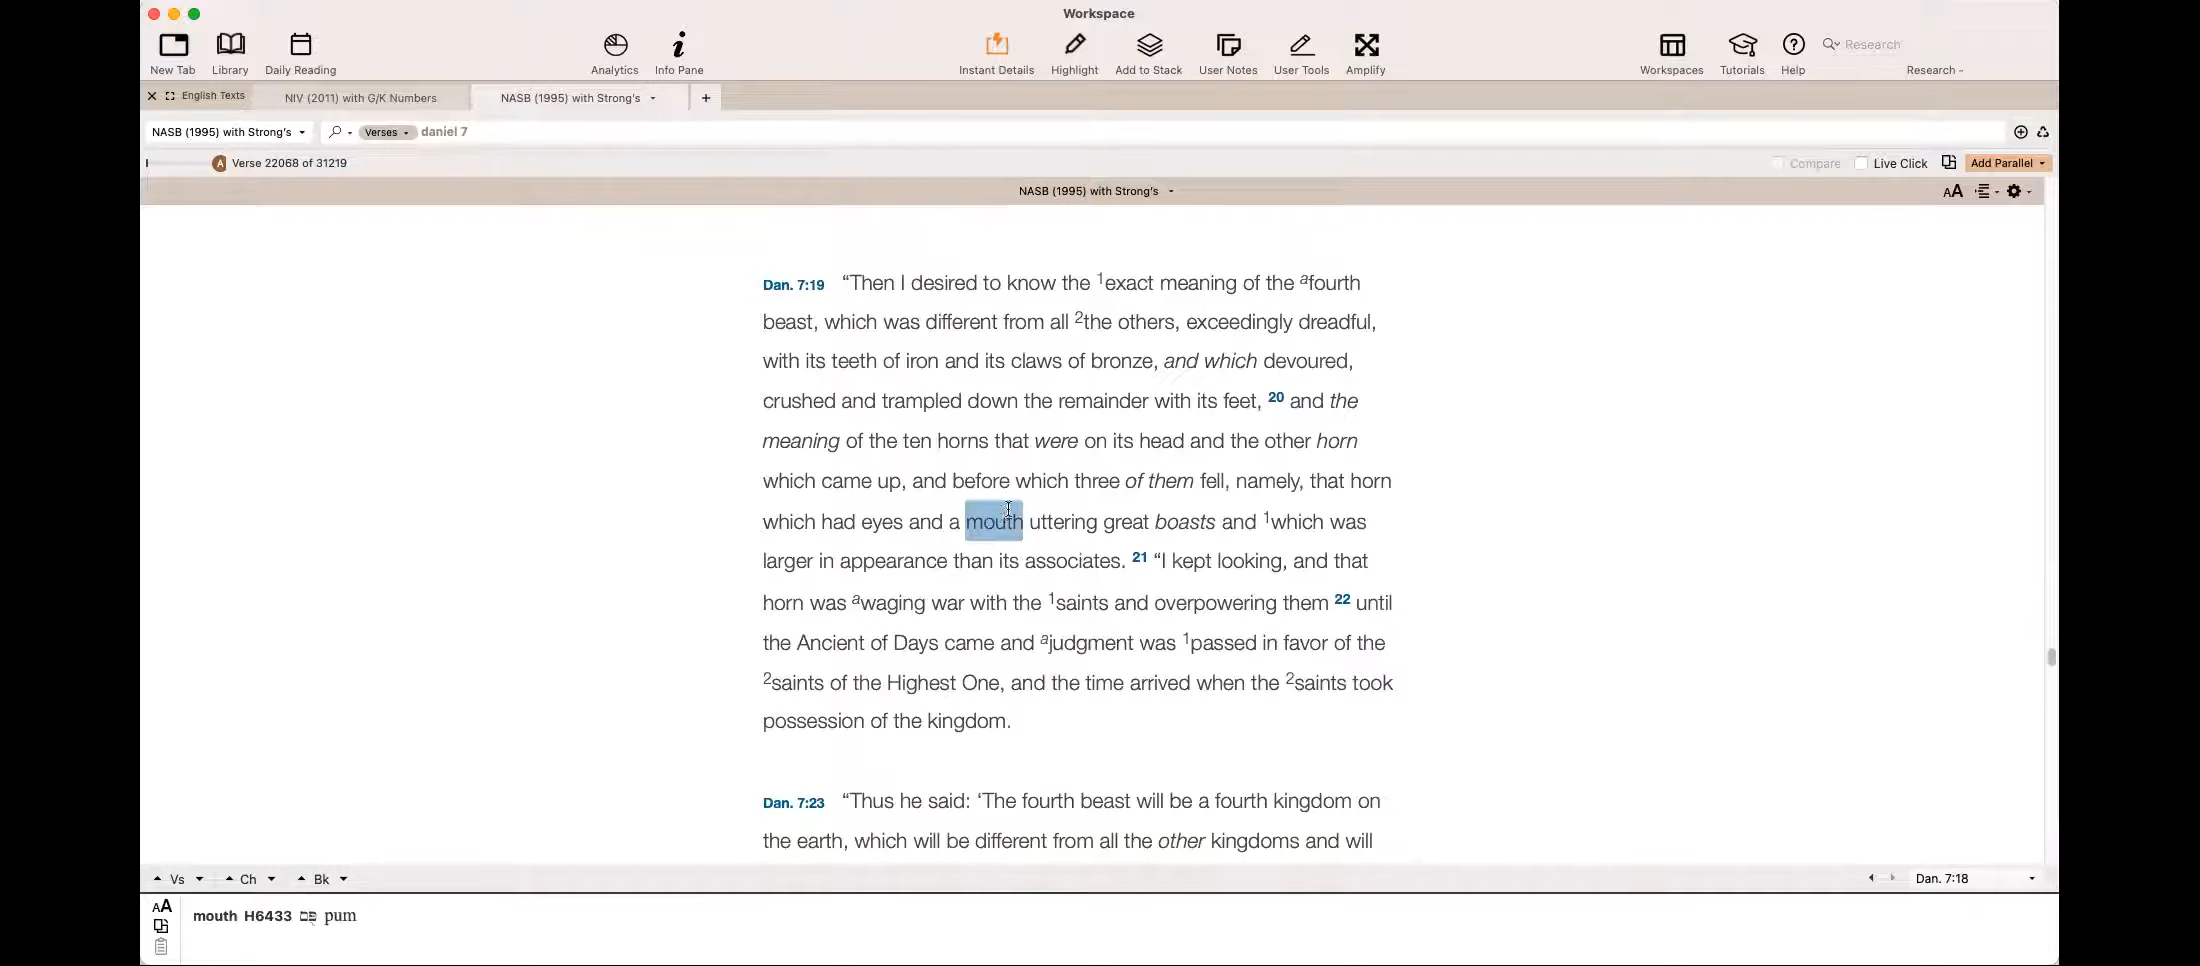 Workspace
New Tab Library Daily Reading Analytics Info Pane Instant Details Highlight Add to Stack User Notes User Tools Amplify Workspaces Tutorials Help Research
Research
English Texts NIV (2011) with G/K Numbers NASB (1995) with Strong's +
NASB (1995) with Strong's Verses daniel 7
A Verse 22068 of 31219 Compare Live Click Add Parallel
NASB (1995) with Strong's AA
Dan. 7:19 “Then I desired to know the 1exact meaning of the afourth
beast, which was different from all 2the others, exceedingly dreadful,
with its teeth of iron and its claws of bronze, and which devoured,
crushed and trampled down the remainder with its feet, 20 and the
meaning of the ten horns that were on its head and the other horn
which came up, and before which three of them fell, namely, that horn
which had eyes and a mouth uttering great boasts and 1which was
larger in appearance than its associates. 21 “I kept looking, and that
horn was awaging war with the 1saints and overpowering them 22 until
the Ancient of Days came and ajudgment was 1passed in favor of the
2saints of the Highest One, and the time arrived when the 2saints took
possession of the kingdom.
Dan. 7:23 “Thus he said: ‘The fourth beast will be a fourth kingdom on
the earth, which will be different from all the other kingdoms and will
Vs Ch Bk Dan. 7:18
AA
mouth H6433 פֻּם pum